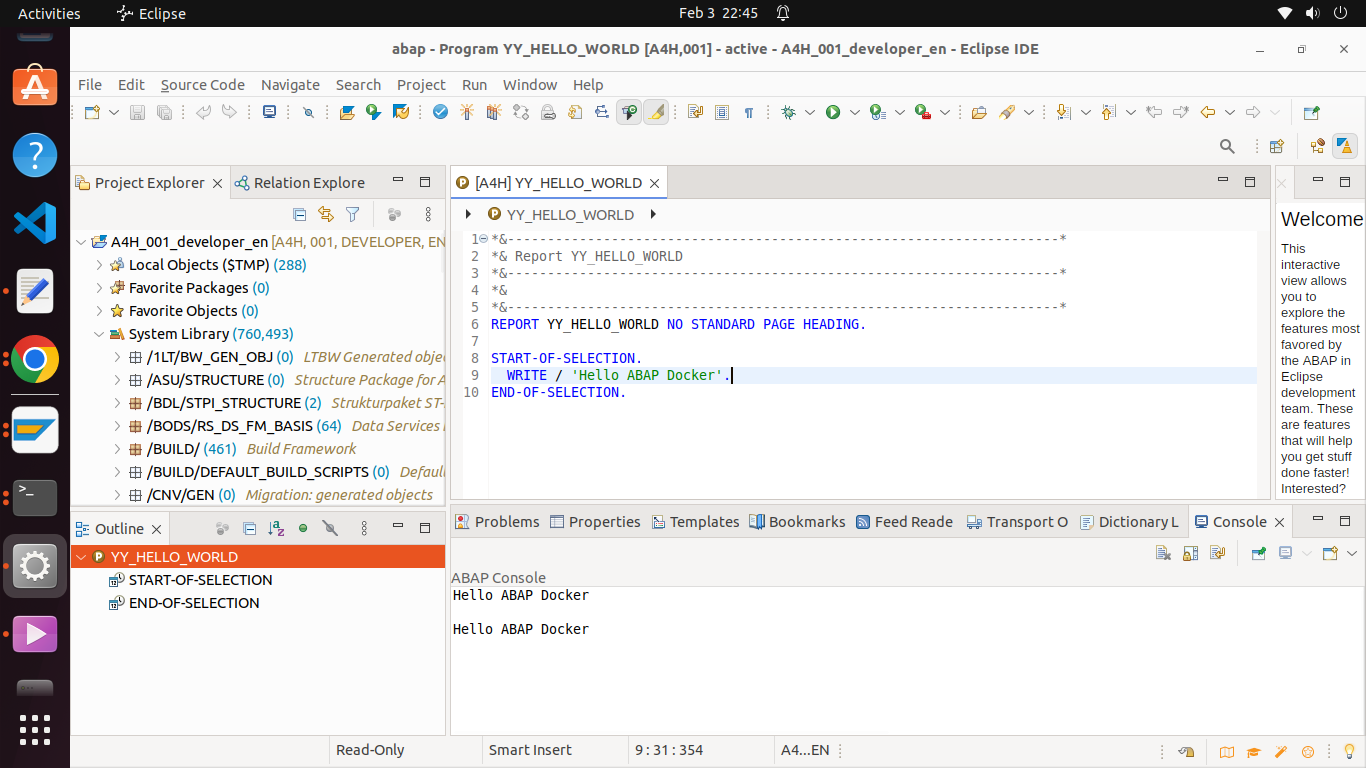 Activities
Eclipse
Feb 3 22:45
abap - Program YY_HELLO_WORLD [A4H,001] - active - A4H_001_developer_en - Eclipse IDE
File Edit Source Code Navigate Search Project Run Window Help
Project Explorer
Relation Explore
A4H_001_developer_en [A4H, 001, DEVELOPER, EN
Local Objects ($TMP) (288)
Favorite Packages (0)
Favorite Objects (0)
System Library (760,493)
/1LT/BW_GEN_OBJ (0) LTBW Generated obje
/ASU/STRUCTURE (0) Structure Package for A
/BDL/STPI_STRUCTURE (2) Strukturpaket ST-
/BODS/RS_DS_FM_BASIS (64) Data Services
/BUILD/ (461) Build Framework
/BUILD/DEFAULT_BUILD_SCRIPTS (0) Defaul
/CNV/GEN (0) Migration: generated objects
[A4H] YY_HELLO_WORLD
YY_HELLO_WORLD
1 *&---------------------------------------------------------------------*
2 *& Report YY_HELLO_WORLD
3 *&---------------------------------------------------------------------*
4 *&
5 *&---------------------------------------------------------------------*
6 REPORT YY_HELLO_WORLD NO STANDARD PAGE HEADING.
7
8 START-OF-SELECTION.
9 WRITE / 'Hello ABAP Docker'.
10 END-OF-SELECTION.
Welcome
This
interactive
view allows
you to
explore the
features most
favored by
the ABAP in
Eclipse
development
team. These
are features
that will help
you get stuff
done faster!
Interested?
Outline
YY_HELLO_WORLD
START-OF-SELECTION
END-OF-SELECTION
Problems
Properties
Templates
Bookmarks
Feed Reade
Transport O
Dictionary L
Console
ABAP Console
Hello ABAP Docker
Hello ABAP Docker
Read-Only
Smart Insert
9 : 31 : 354
A4...EN